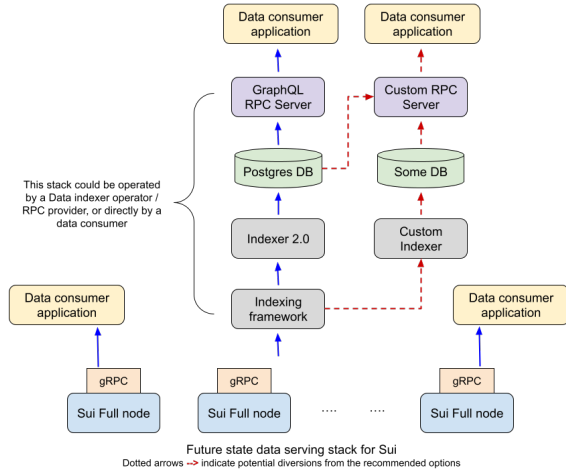 Data consumer
application
Data consumer
application
GraphQL
RPC Server
Custom RPC
Server
Postgres DB
Some DB
This stack could be operated
by a Data indexer operator /
RPC provider, or directly by a
data consumer
Indexer 2.0
Custom
Indexer
Indexing
framework
Data consumer
application
Data consumer
application
gRPC
gRPC
gRPC
Sui Full node
Sui Full node
....
....
Sui Full node
Future state data serving stack for Sui
Dotted arrows --> indicate potential diversions from the recommended options